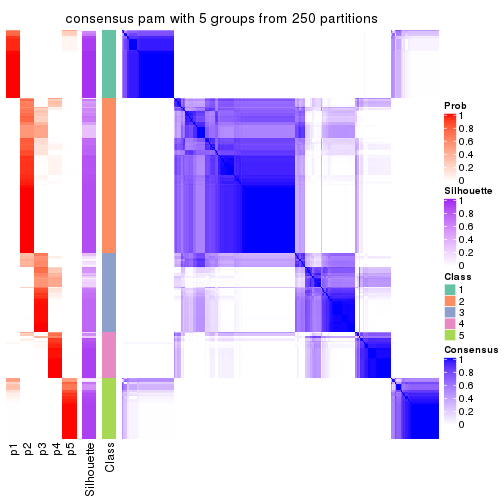 consensus pam with 5 groups from 250 partitions
Prob
1
0.8
0.6
0.4
0.2
0
Silhouette
1
0.8
0.6
0.4
0.2
0
Class
1
2
3
4
5
Consensus
1
0.8
0.6
0.4
0.2
0
p1
p2
p3
p4
p5
Silhouette
Class